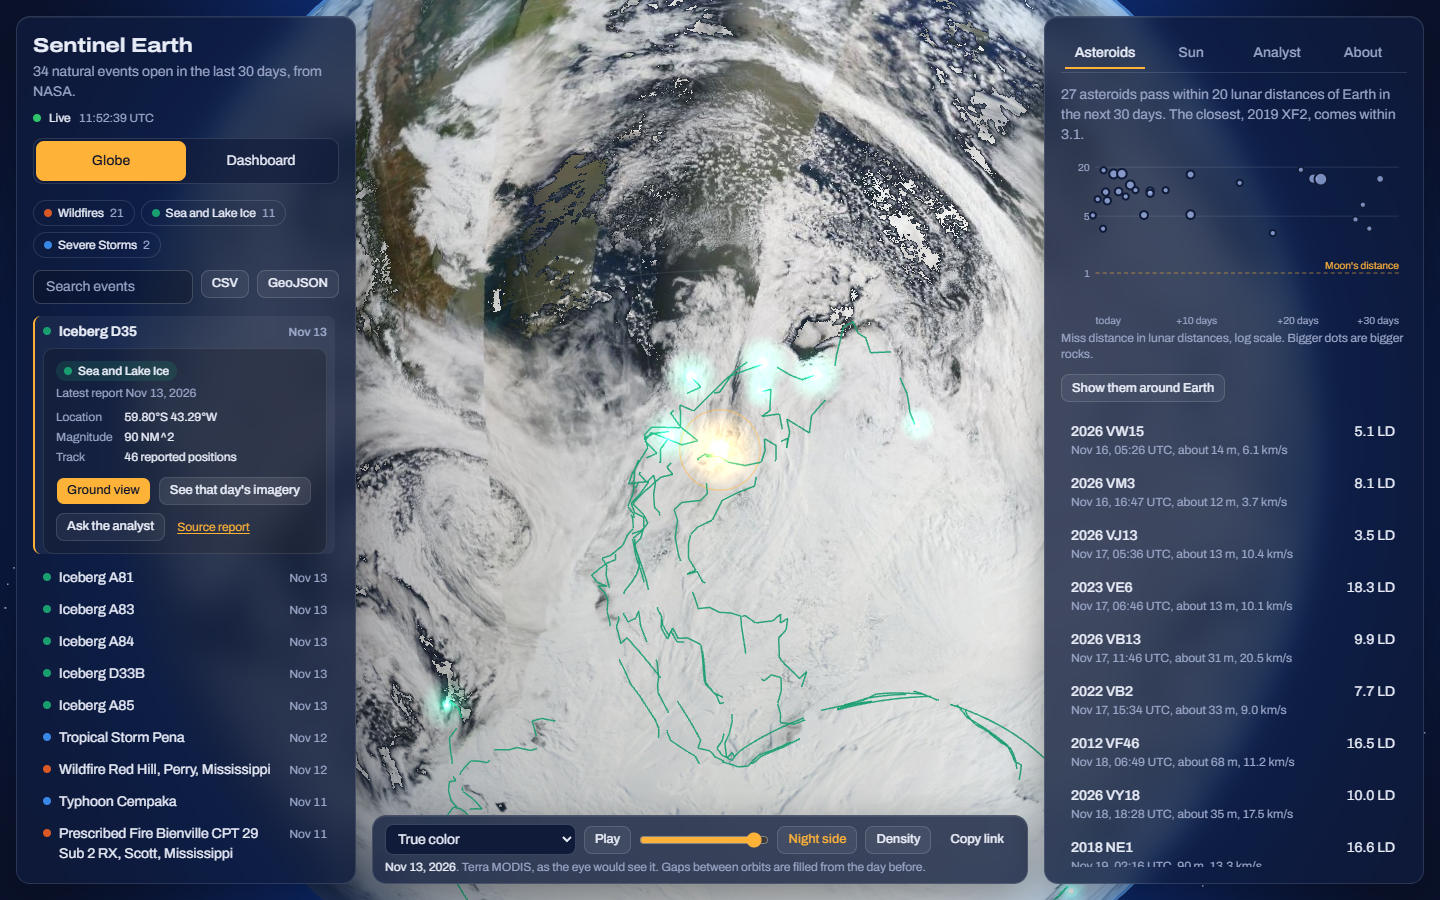 Sentinel Earth
34 natural events open in the last 30 days, from
NASA.
Live 11:52:39 UTC
Globe
Dashboard
Wildfires 21
Sea and Lake Ice 11
Severe Storms 2
Search events
CSV
GeoJSON
Iceberg D35 Nov 13
Sea and Lake Ice
Latest report Nov 13, 2026
Location 59.80°S 43.29°W
Magnitude 90 NM^2
Track 46 reported positions
Ground view
See that day's imagery
Ask the analyst
Source report
Iceberg A81 Nov 13
Iceberg A83 Nov 13
Iceberg A84 Nov 13
Iceberg D33B Nov 13
Iceberg A85 Nov 13
Tropical Storm Pena Nov 12
Wildfire Red Hill, Perry, Mississippi Nov 12
Typhoon Cempaka Nov 11
Prescribed Fire Bienville CPT 29 Nov 11
Sub 2 RX, Scott, Mississippi
True color
Play
Night side
Density
Copy link
Nov 13, 2026. Terra MODIS, as the eye would see it. Gaps between orbits are filled from the day before.
Asteroids
Sun
Analyst
About
27 asteroids pass within 20 lunar distances of Earth in
the next 30 days. The closest, 2019 XF2, comes within
3.1.
20
5
Moon's distance
1
today +10 days +20 days +30 days
Miss distance in lunar distances, log scale. Bigger dots are bigger
rocks.
Show them around Earth
2026 VW15 5.1 LD
Nov 16, 05:26 UTC, about 14 m, 6.1 km/s
2026 VM3 8.1 LD
Nov 16, 16:47 UTC, about 12 m, 3.7 km/s
2026 VJ13 3.5 LD
Nov 17, 05:36 UTC, about 13 m, 10.4 km/s
2023 VE6 18.3 LD
Nov 17, 06:46 UTC, about 13 m, 10.1 km/s
2026 VB13 9.9 LD
Nov 17, 11:46 UTC, about 31 m, 20.5 km/s
2022 VB2 7.7 LD
Nov 17, 15:34 UTC, about 33 m, 9.0 km/s
2012 VF46 16.5 LD
Nov 18, 06:49 UTC, about 68 m, 11.2 km/s
2026 VY18 10.0 LD
Nov 18, 18:28 UTC, about 35 m, 17.5 km/s
2018 NE1 16.6 LD
Nov 19, 02:16 UTC, 90 m, 13.3 km/s